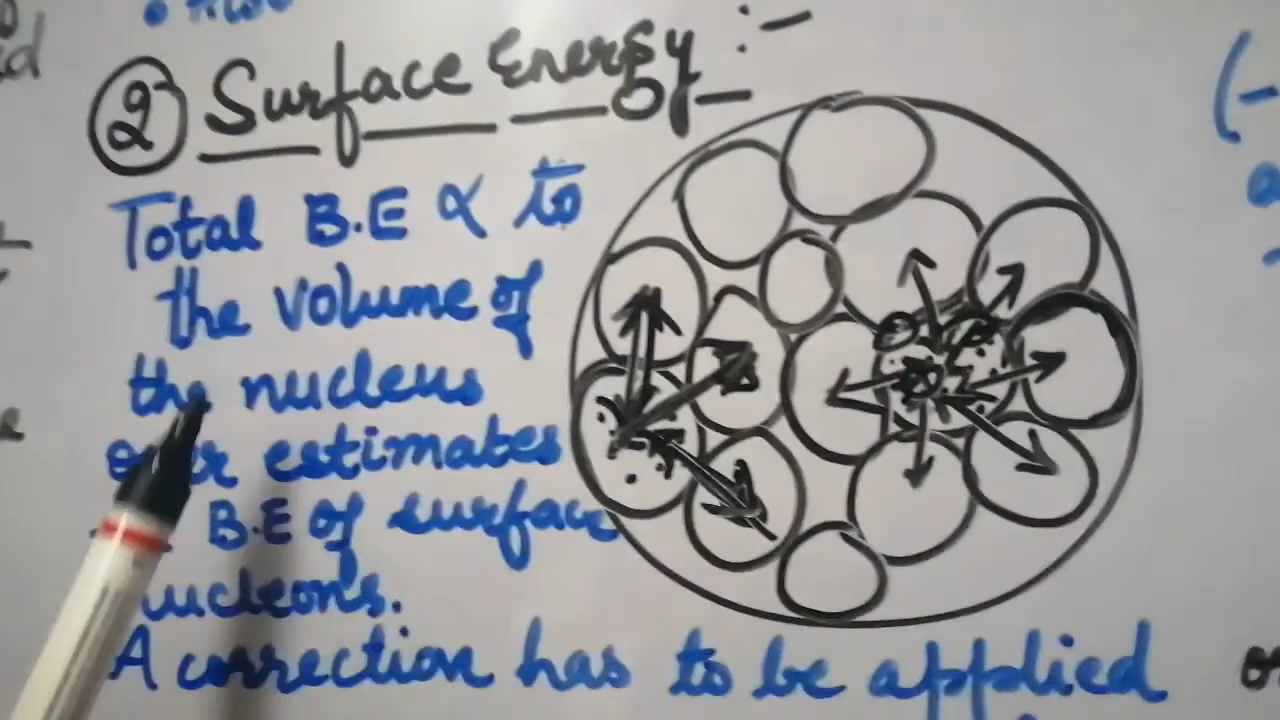 ② Surface Energy :-
Total B.E ∝ to
the volume of
the nucleus
over estimates
B.E of surface
nucleons.
A correction has to be applied